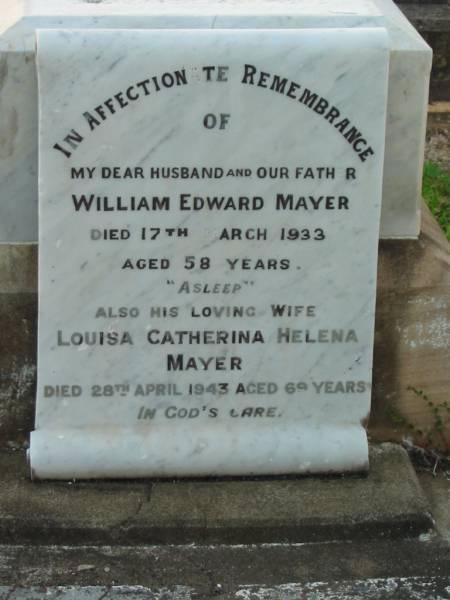 IN AFFECTION TE REMEMBRANCE
OF
MY DEAR HUSBAND AND OUR FATH R
WILLIAM EDWARD MAYER
DIED 17TH ARCH 1933
AGED 58 YEARS.
"ASLEEP"
ALSO HIS LOVING WIFE
LOUISA CATHERINA HELENA
MAYER
DIED 28TH APRIL 1943 AGED 69 YEARS
IN GOD'S CARE.